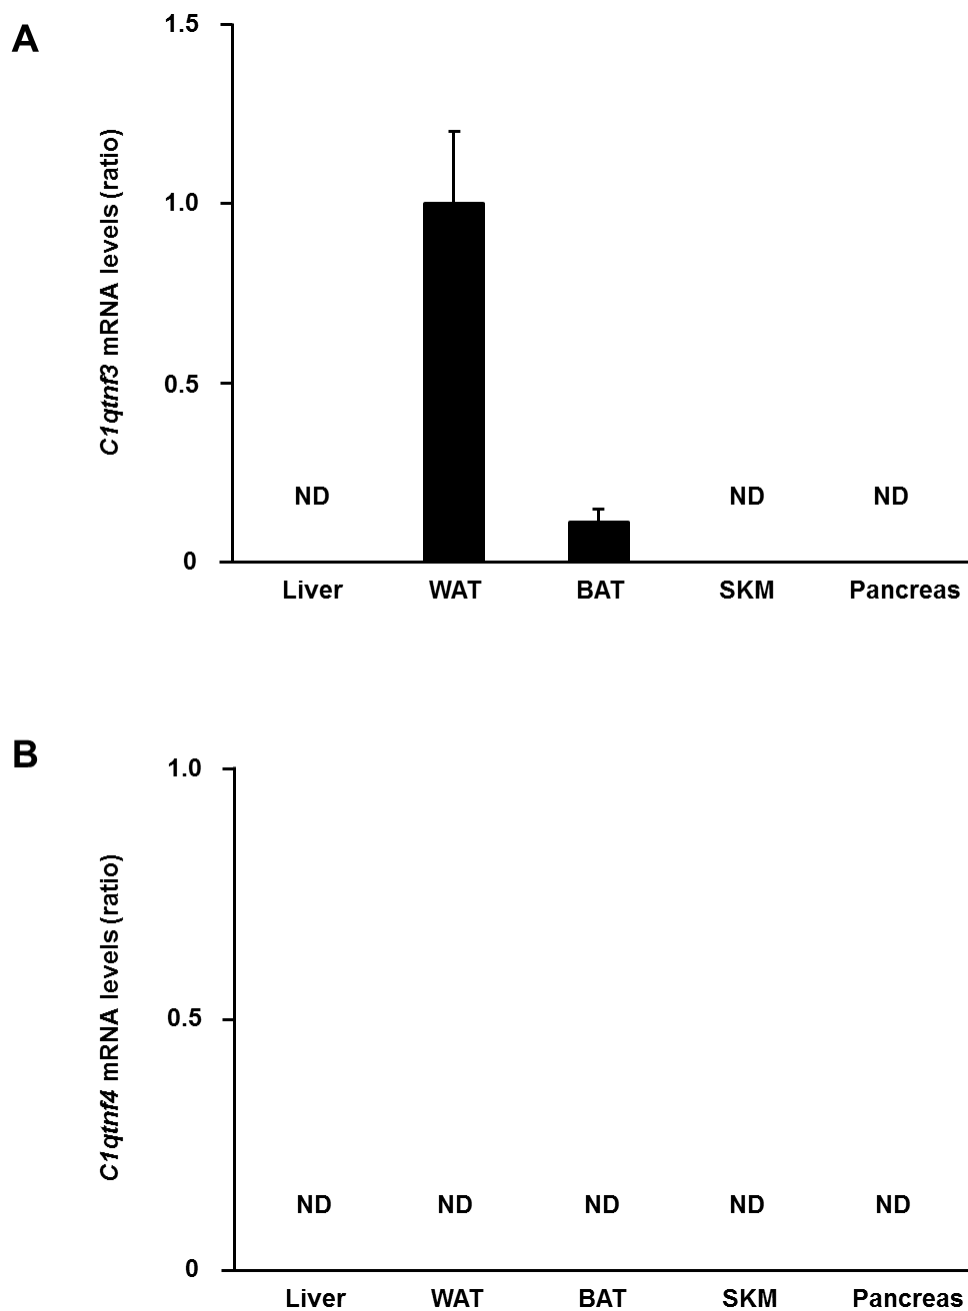 A
1.5
1.0
0.5
0
C1qtnf3 mRNA levels (ratio)
ND
ND
ND
Liver WAT BAT SKM Pancreas
B
1.0
0.5
0
C1qtnf4 mRNA levels (ratio)
ND ND ND ND ND
Liver WAT BAT SKM Pancreas